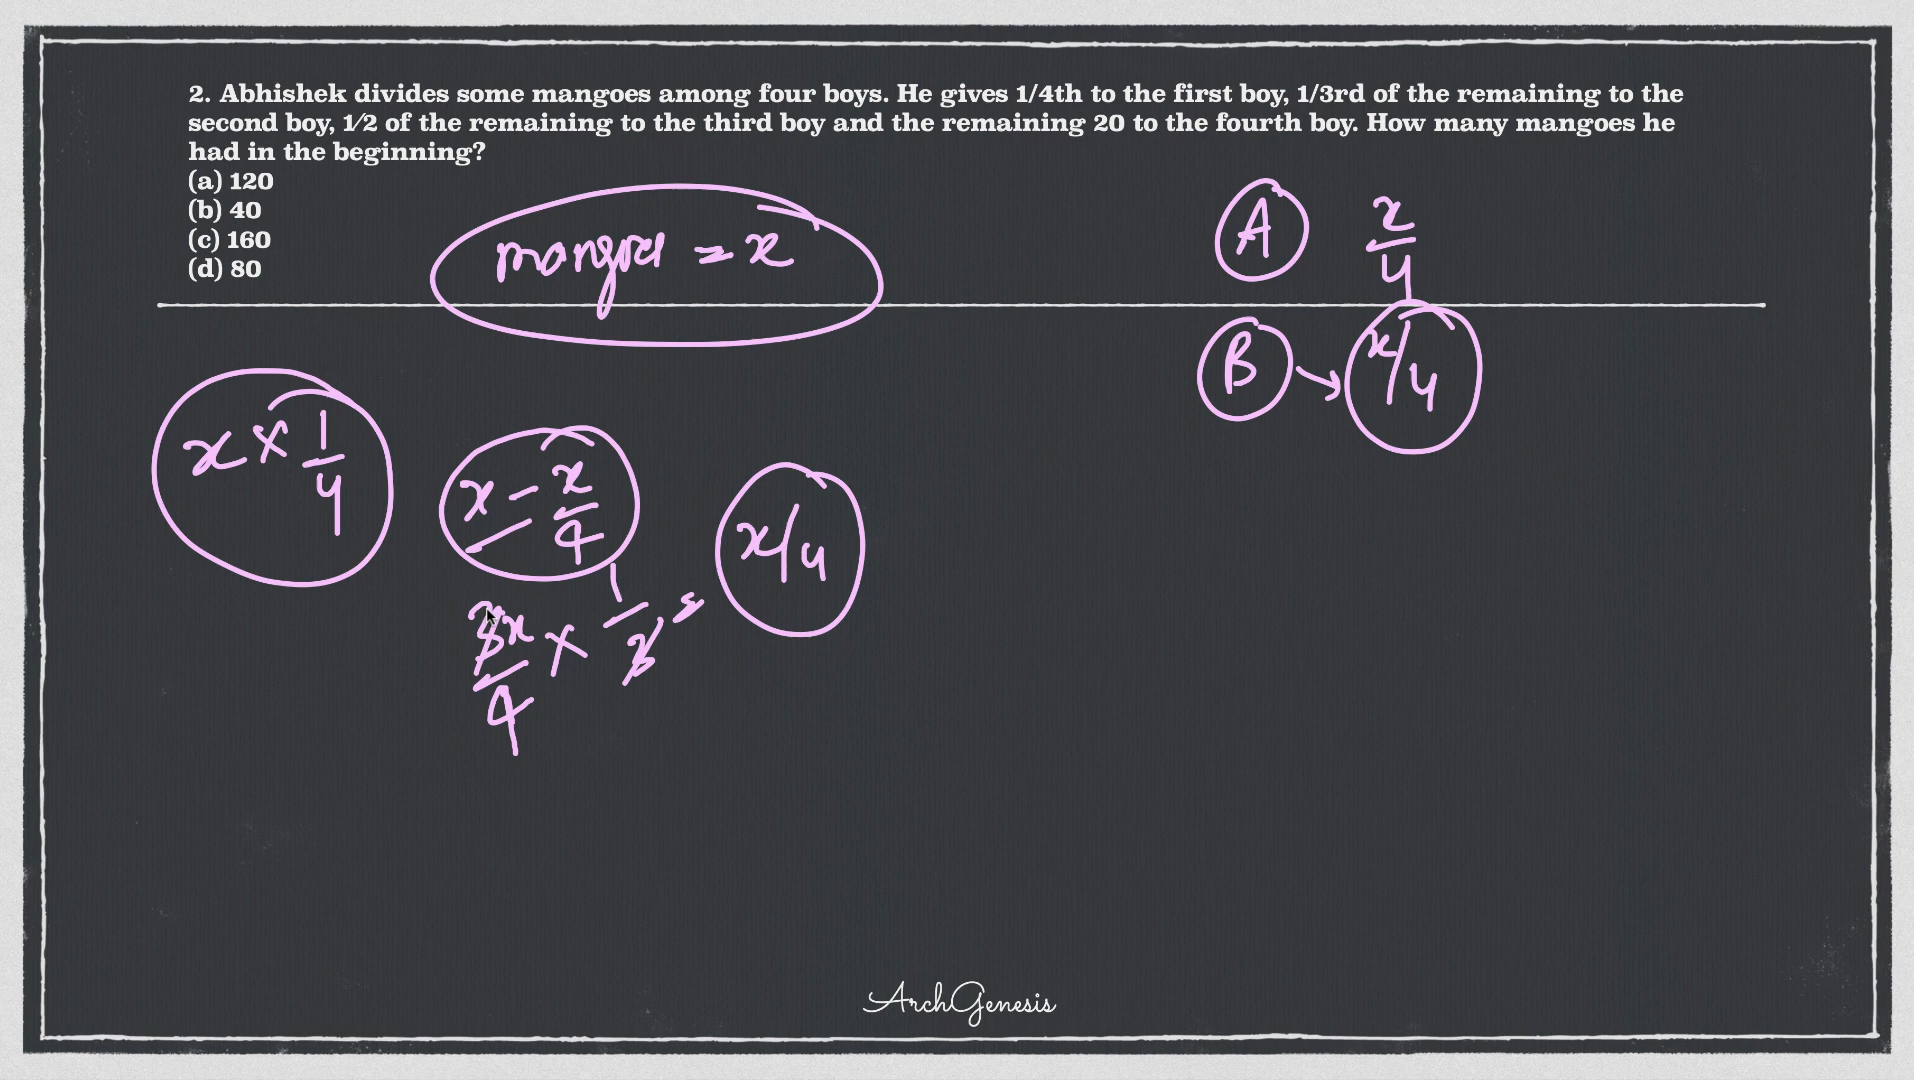 2. Abhishek divides some mangoes among four boys. He gives 1/4th to the first boy, 1/3rd of the remaining to the
second boy, 1/2 of the remaining to the third boy and the remaining 20 to the fourth boy. How many mangoes he
had in the beginning?
(a) 120
(b) 40
(c) 160
(d) 80
= x
A x/4
B → x/4
x × 1/4
x - x/4
3x/4 × 1/3 = x/4
ArchGenesis